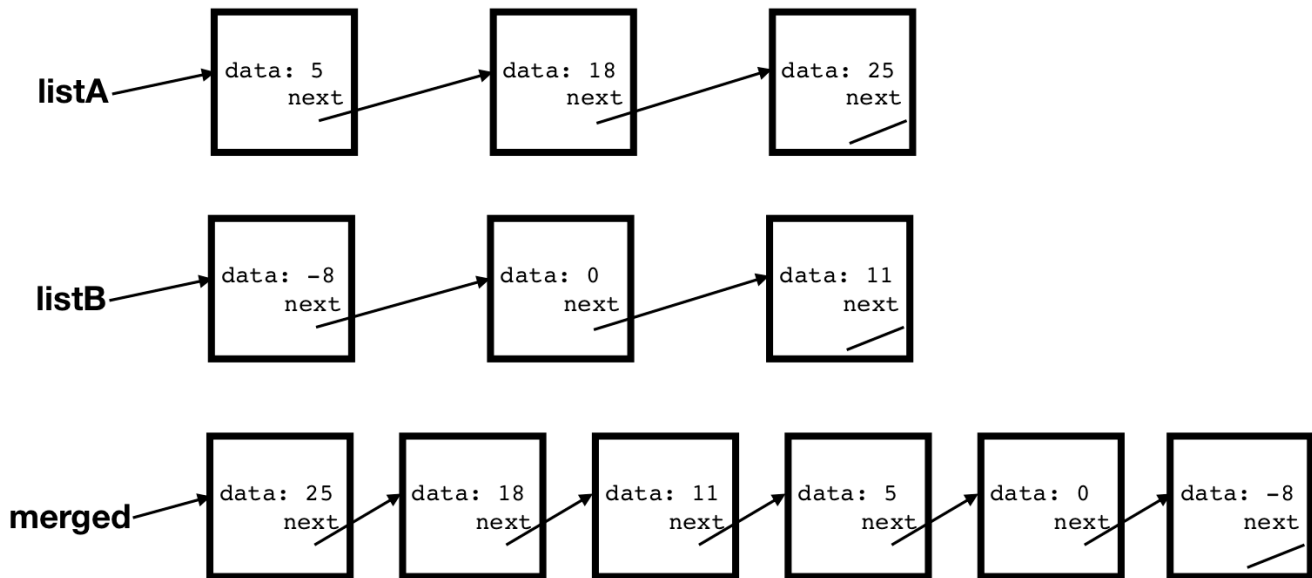 listA
data: 5
next
data: 18
next
data: 25
next
listB
data: -8
next
data: 0
next
data: 11
next
merged
data: 25
next
data: 18
next
data: 11
next
data: 5
next
data: 0
next
data: -8
next